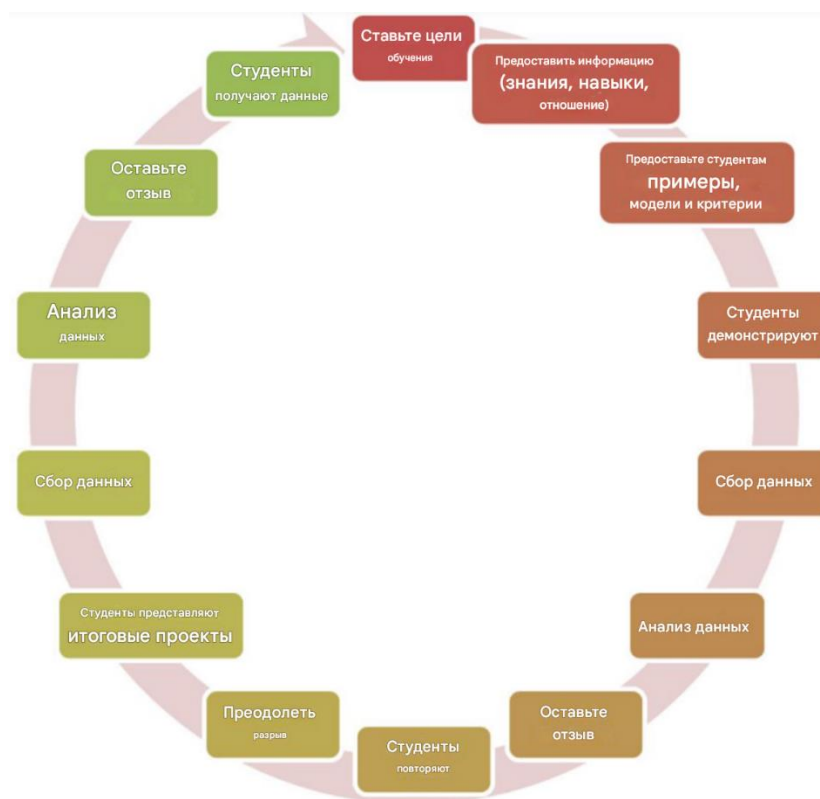 Ставьте цели
обучения
Предоставить информацию
(знания, навыки,
отношение)
Предоставьте студентам
примеры,
модели и критерии
Студенты
демонстрируют
Сбор данных
Анализ данных
Оставьте
отзыв
Студенты
повторяют
Преодолеть
разрыв
Студенты представляют
итоговые проекты
Сбор данных
Анализ
данных
Оставьте
отзыв
Студенты
получают данные